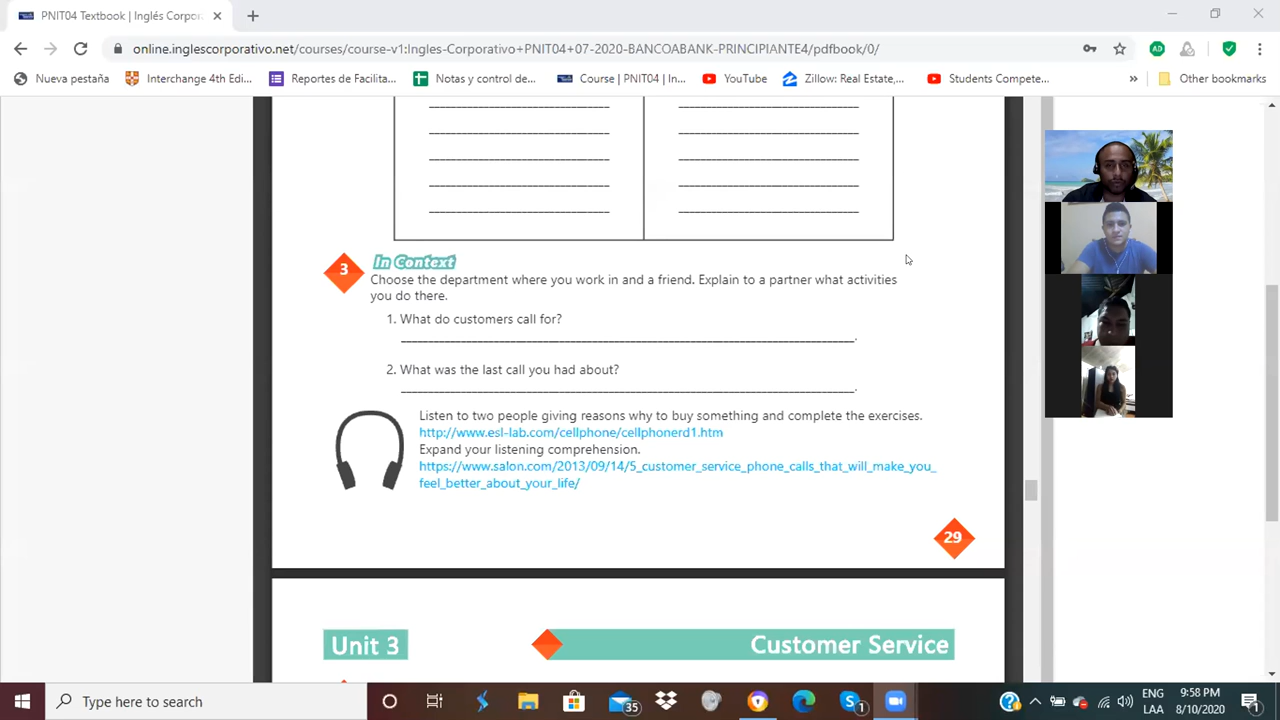 PNIT04 Textbook | Inglés Corpor
online.inglescorporativo.net/courses/course-v1:Ingles-Corporativo+PNIT04+07-2020-BANCOABANK-PRINCIPIANTE4/pdfbook/0/
Nueva pestaña
Interchange 4th Edi...
Reportes de Facilita...
Notas y control de...
Course | PNIT04 | In...
YouTube
Zillow: Real Estate,...
Students Compete...
»
Other bookmarks
3
In Context
Choose the department where you work in and a friend. Explain to a partner what activities
you do there.
1. What do customers call for?
2. What was the last call you had about?
Listen to two people giving reasons why to buy something and complete the exercises.
http://www.esl-lab.com/cellphone/cellphonerd1.htm
Expand your listening comprehension.
https://www.salon.com/2013/09/14/5_customer_service_phone_calls_that_will_make_you_
feel_better_about_your_life/
29
Unit 3
Customer Service
Type here to search
35
1
ENG
LAA
9:58 PM
8/10/2020
1